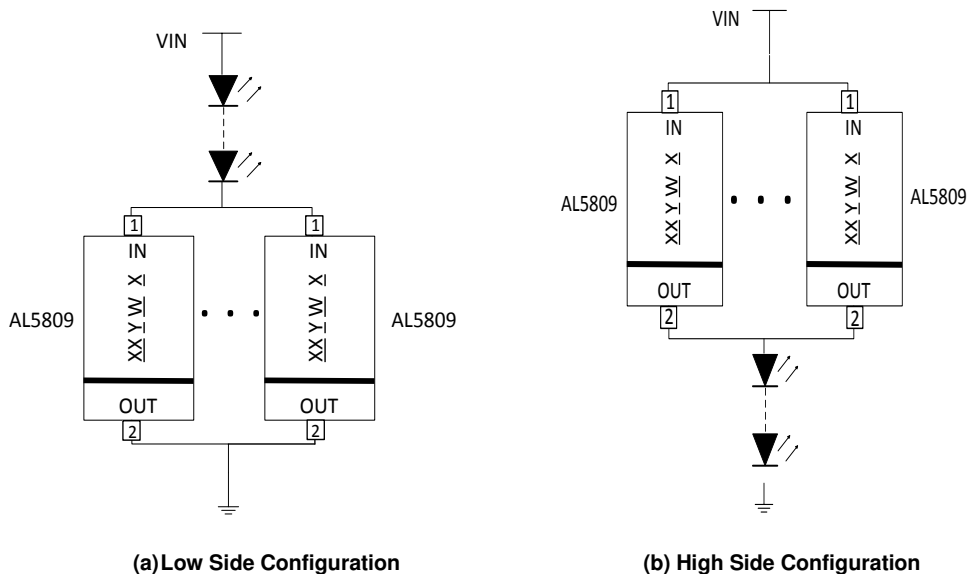 VIN
1
1
IN
IN
XX Y W X
XX Y W X
AL5809
AL5809
OUT
OUT
2
2
(a) Low Side Configuration
VIN
1
1
IN
IN
XX Y W X
XX Y W X
AL5809
AL5809
OUT
OUT
2
2
(b) High Side Configuration